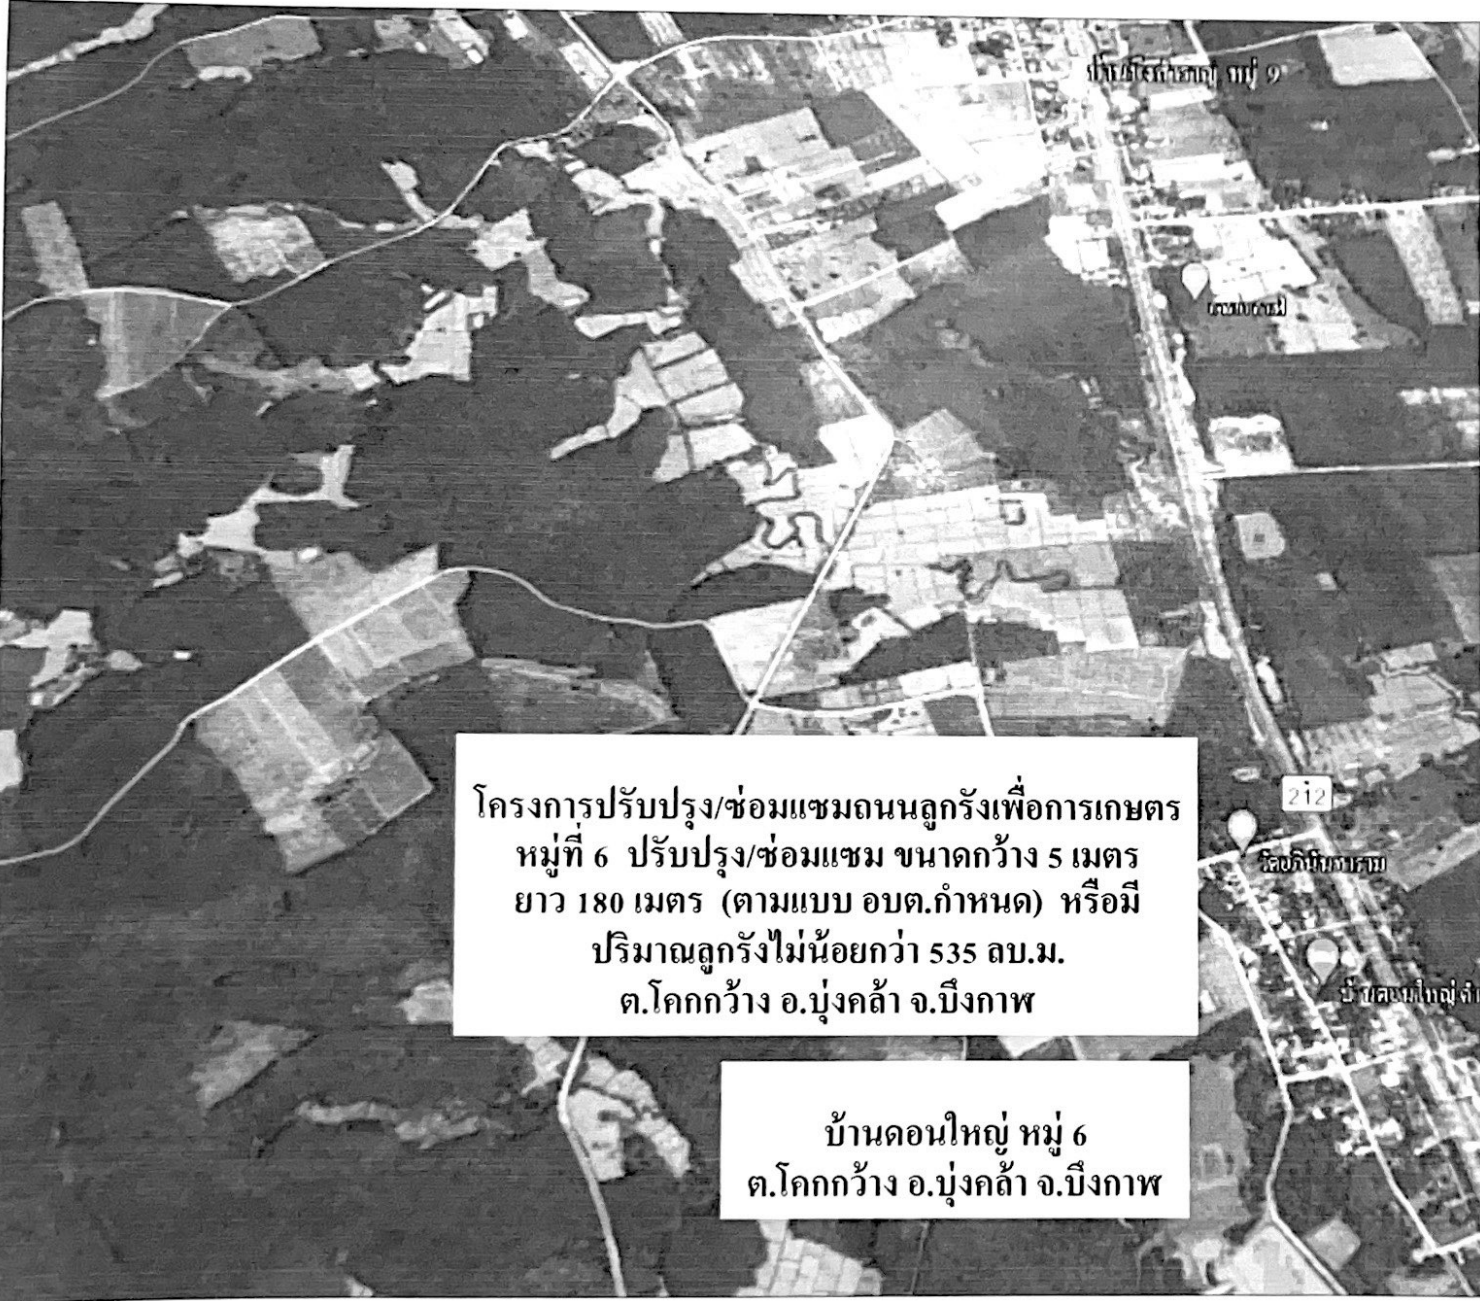 หมู่ 9
โครงการปรับปรุง/ซ่อมแซมถนนลูกรังเพื่อการเกษตร
หมู่ที่ 6 ปรับปรุง/ซ่อมแซม ขนาดกว้าง 5 เมตร
ยาว 180 เมตร (ตามแบบ อบต.กำหนด) หรือมี
ปริมาณลูกรังไม่น้อยกว่า 535 ลบ.ม.
ต.โคกกว้าง อ.บุ่งคล้า จ.บึงกาฬ
212
บ้านดอนใหญ่ หมู่ 6
ต.โคกกว้าง อ.บุ่งคล้า จ.บึงกาฬ